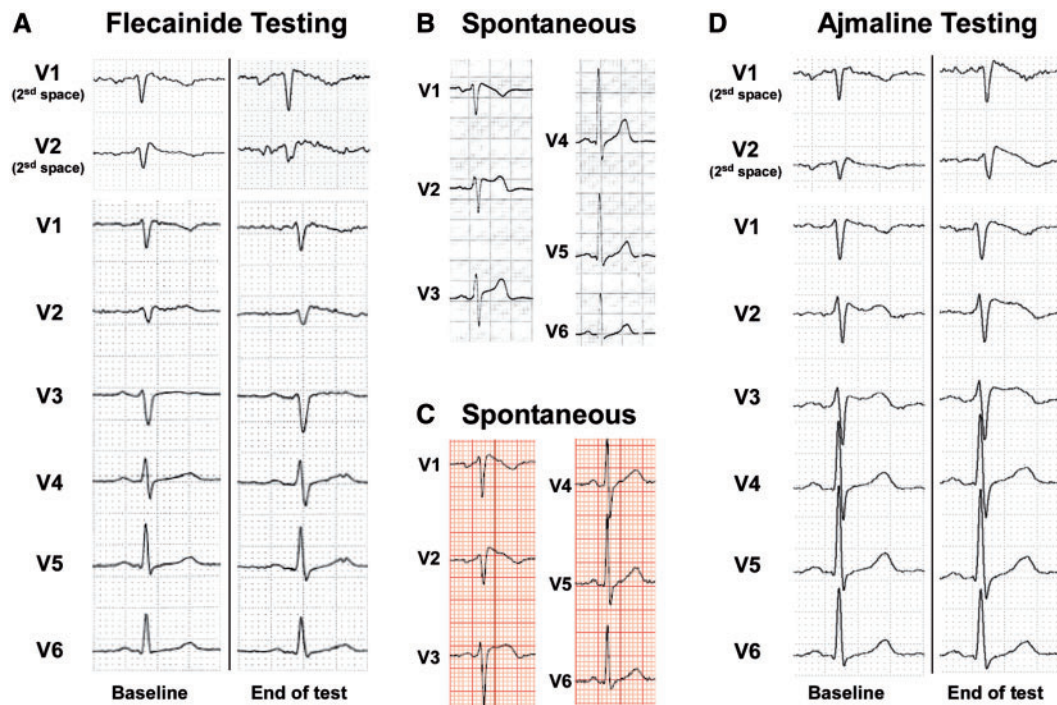 A Flecainide Testing
V1
(2sd space)
V2
(2sd space)
V1
V2
V3
V4
V5
V6
Baseline
End of test
B Spontaneous
V1
V2
V3
V4
V5
V6
C Spontaneous
V1
V2
V3
V4
V5
V6
D Ajmaline Testing
V1
(2sd space)
V2
(2sd space)
V1
V2
V3
V4
V5
V6
Baseline
End of test